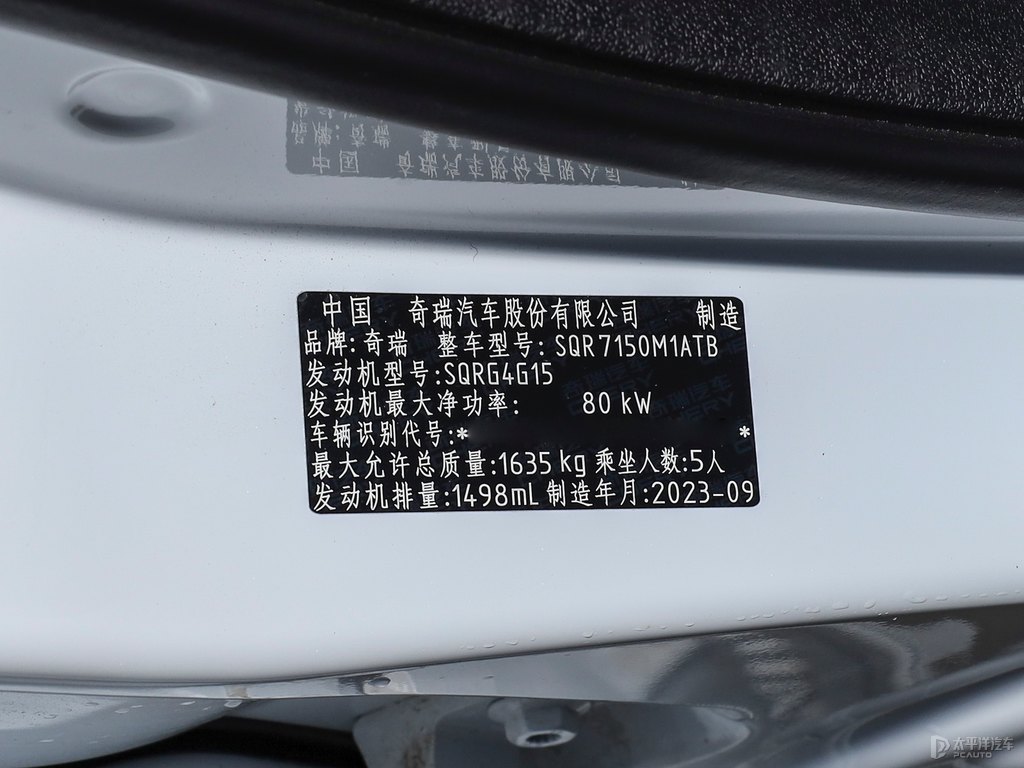 中国 奇瑞汽车股份有限公司 制造
品牌:奇瑞 整车型号:SQR7150M1ATB
发动机型号:SQRG4G15
发动机最大净功率: 80 kW
车辆识别代号:* *
最大允许总质量:1635 kg 乘坐人数:5人
发动机排量:1498mL 制造年月:2023-09
太平洋汽车
PCAUTO